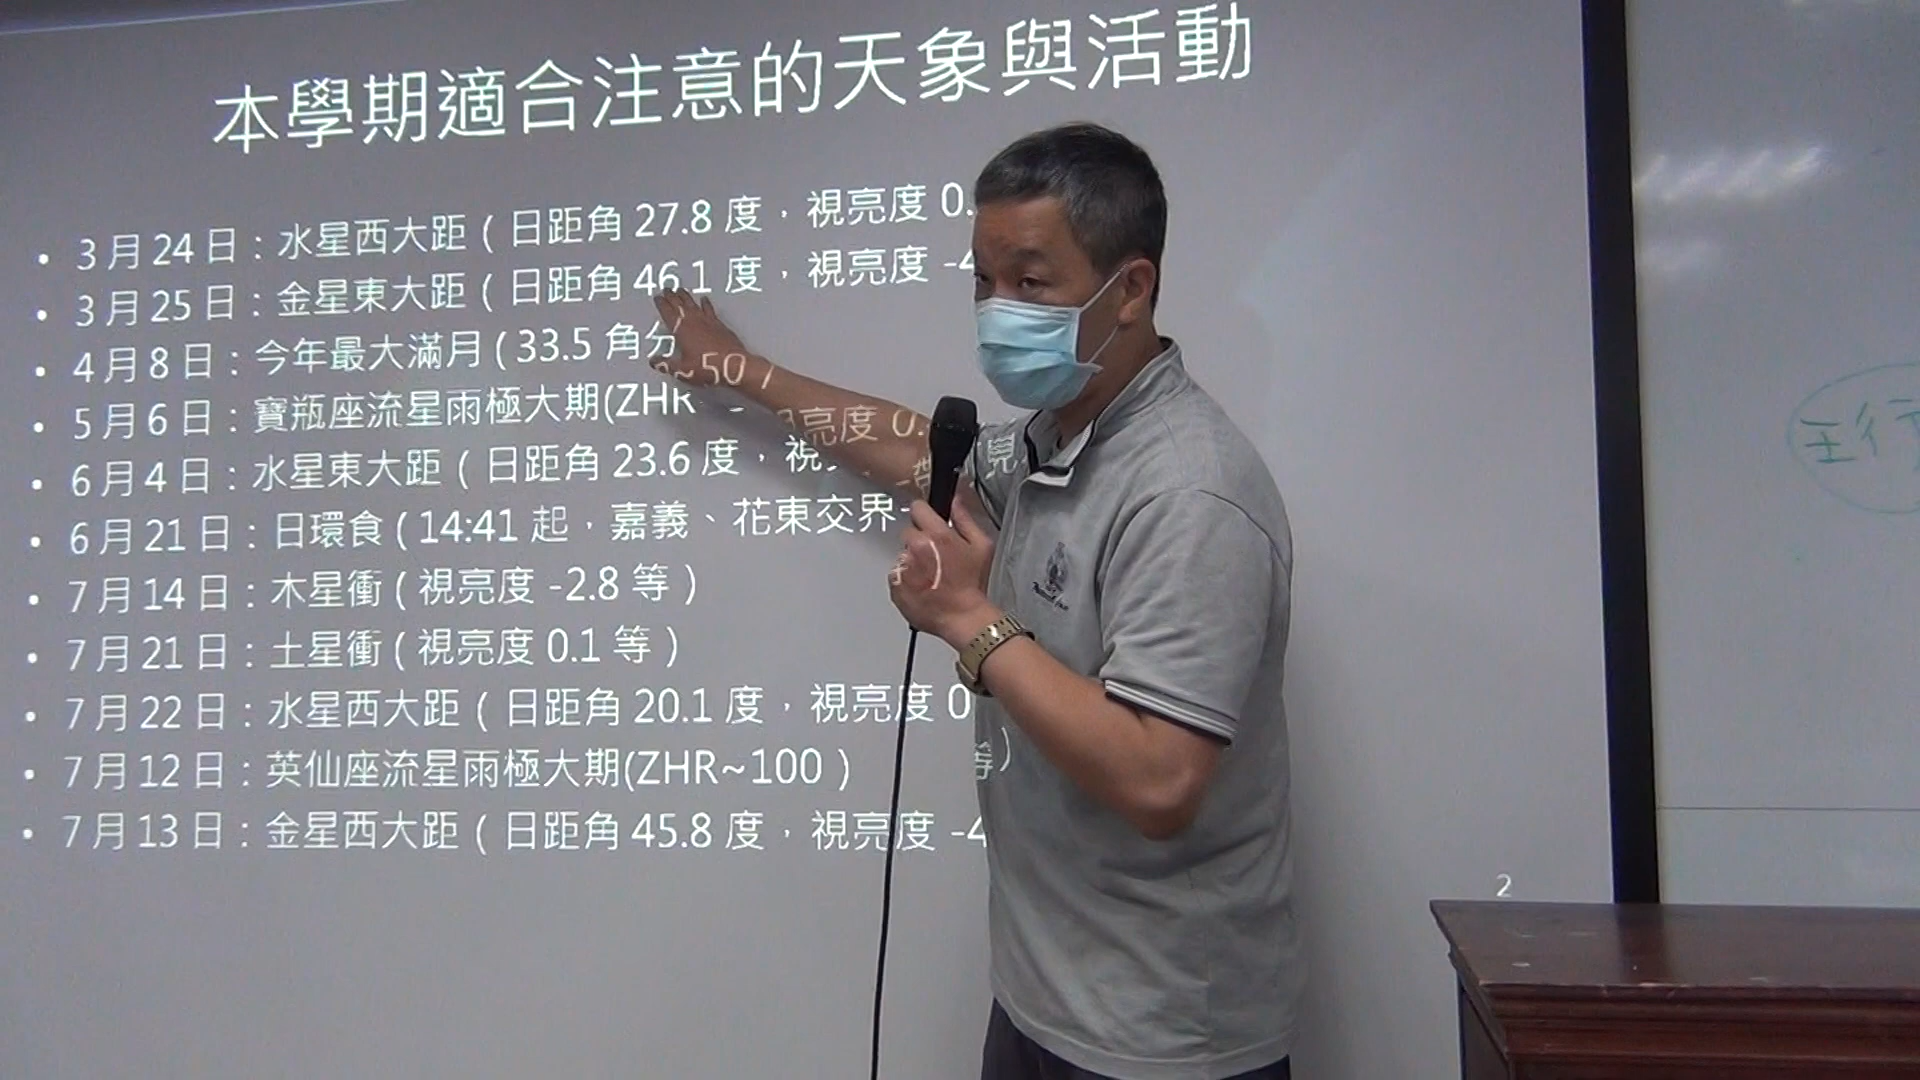 本學期適合注意的天象與活動
• 3月24日：水星西大距（日距角 27.8 度，視亮度 0.
• 3月25日：金星東大距（日距角 46.1 度，視亮度 -4
• 4月8日：今年最大滿月（33.5 角分
• 5月6日：寶瓶座流星雨極大期(ZHR ~50）
• 6月4日：水星東大距（日距角 23.6 度，視亮度 0.
• 6月21日：日環食（14:41 起，嘉義、花東交界 帶 見
• 7月14日：木星衝（視亮度 -2.8 等）
• 7月21日：土星衝（視亮度 0.1 等）
• 7月22日：水星西大距（日距角 20.1 度，視亮度 0 等）
• 7月12日：英仙座流星雨極大期(ZHR~100）
• 7月13日：金星西大距（日距角 45.8 度，視亮度 -4
2